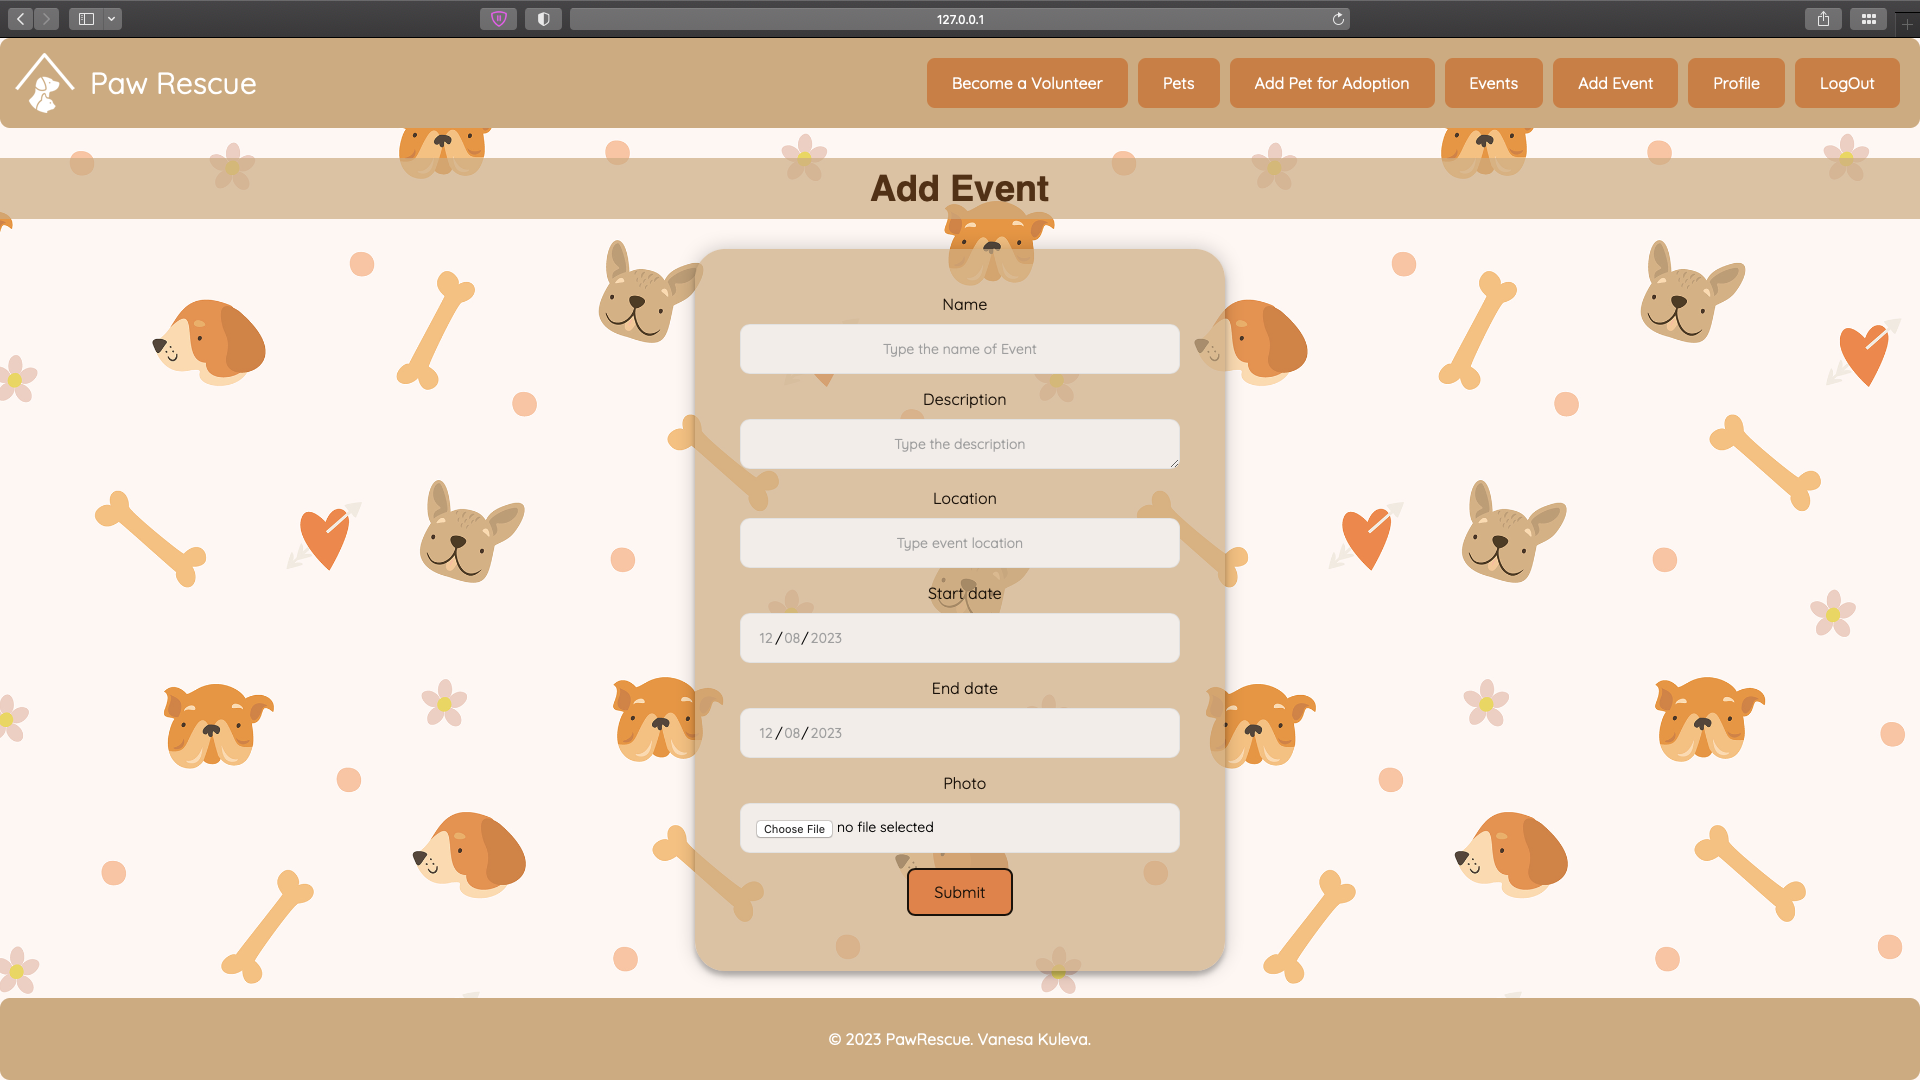 127.0.0.1
Paw Rescue
Become a Volunteer
Pets
Add Pet for Adoption
Events
Add Event
Profile
LogOut
Add Event
Name
Type the name of Event
Description
Type the description
Location
Type event location
Start date
12/08/2023
End date
12/08/2023
Photo
Choose File no file selected
Submit
© 2023 PawRescue. Vanesa Kuleva.